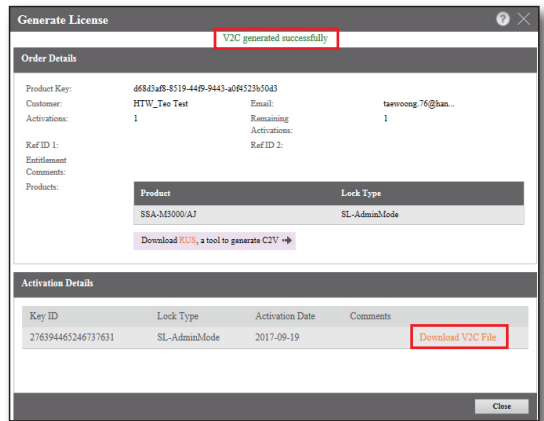 Generate License
?
V2C generated successfully
Order Details
Product Key: d68d3af8-8519-44f9-9443-a0f4523b50d3
Customer: HTW_Teo Test Email: taewoong.76@han...
Activations: 1 Remaining Activations: 1
Ref ID 1: Ref ID 2:
Entitlement Comments:
Products:
Product Lock Type
SSA-M3000/AJ SL-AdminMode
Download RUS, a tool to generate C2V
Activation Details
Key ID Lock Type Activation Date Comments
276394465246737631 SL-AdminMode 2017-09-19 Download V2C File
Close